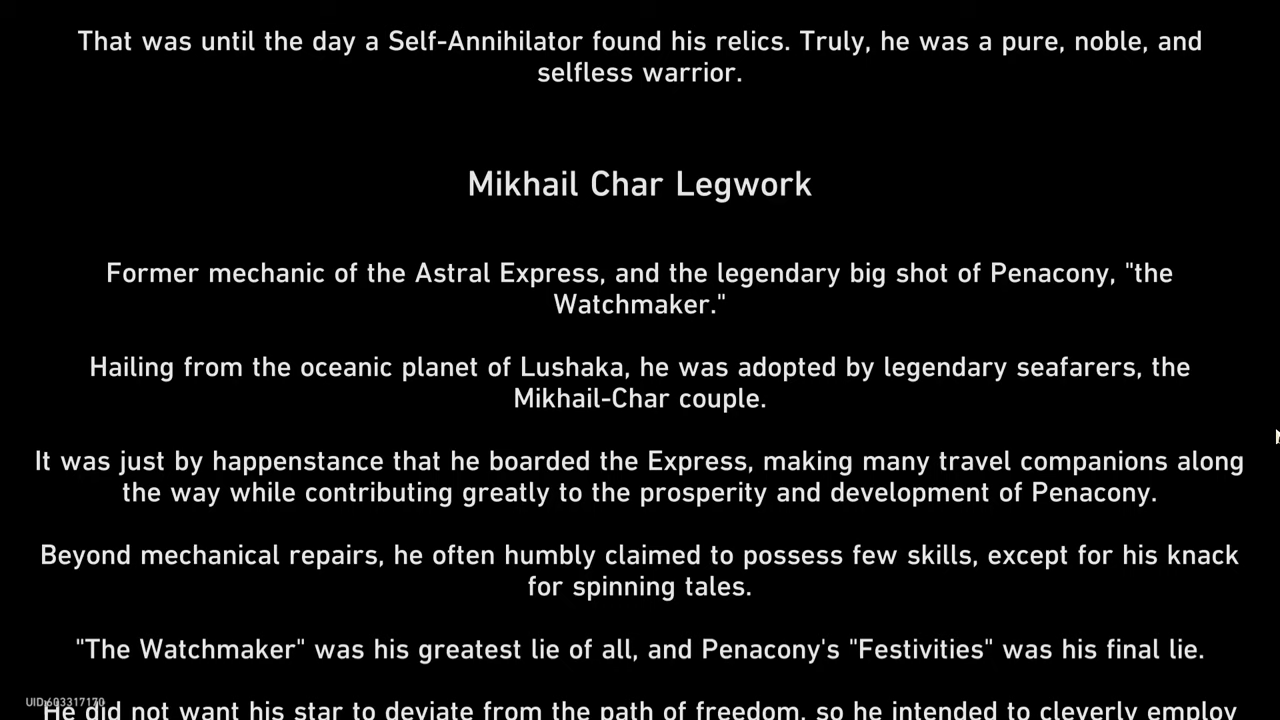 That was until the day a Self-Annihilator found his relics. Truly, he was a pure, noble, and
selfless warrior.
Mikhail Char Legwork
Former mechanic of the Astral Express, and the legendary big shot of Penacony, "the
Watchmaker."
Hailing from the oceanic planet of Lushaka, he was adopted by legendary seafarers, the
Mikhail-Char couple.
It was just by happenstance that he boarded the Express, making many travel companions along
the way while contributing greatly to the prosperity and development of Penacony.
Beyond mechanical repairs, he often humbly claimed to possess few skills, except for his knack
for spinning tales.
"The Watchmaker" was his greatest lie of all, and Penacony's "Festivities" was his final lie.
He did not want his star to deviate from the path of freedom, so he intended to cleverly employ
UID:603317170